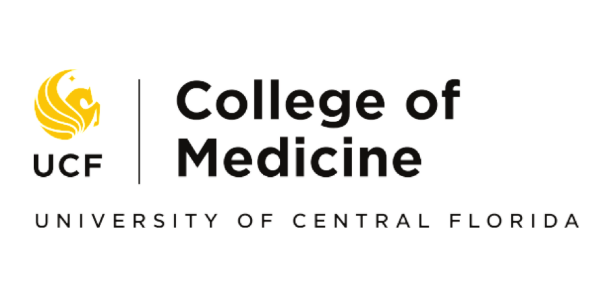 UCF
College of
Medicine
UNIVERSITY OF CENTRAL FLORIDA